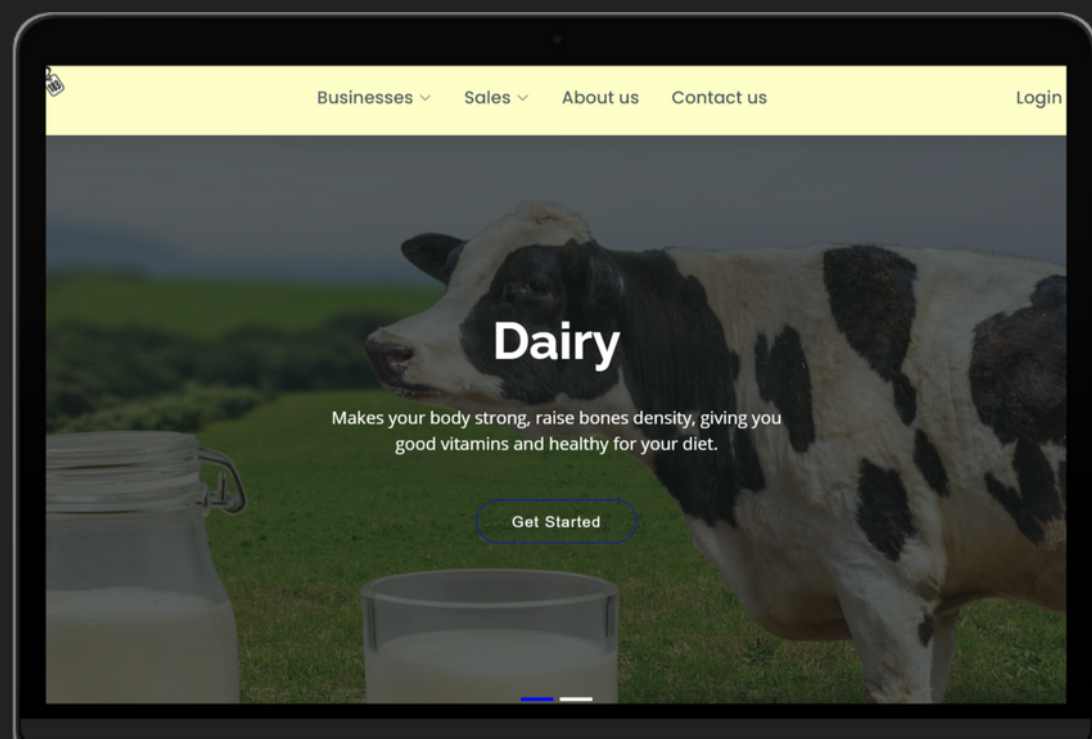 Businesses Sales About us Contact us Login
Dairy
Makes your body strong, raise bones density, giving you
good vitamins and healthy for your diet.
Get Started